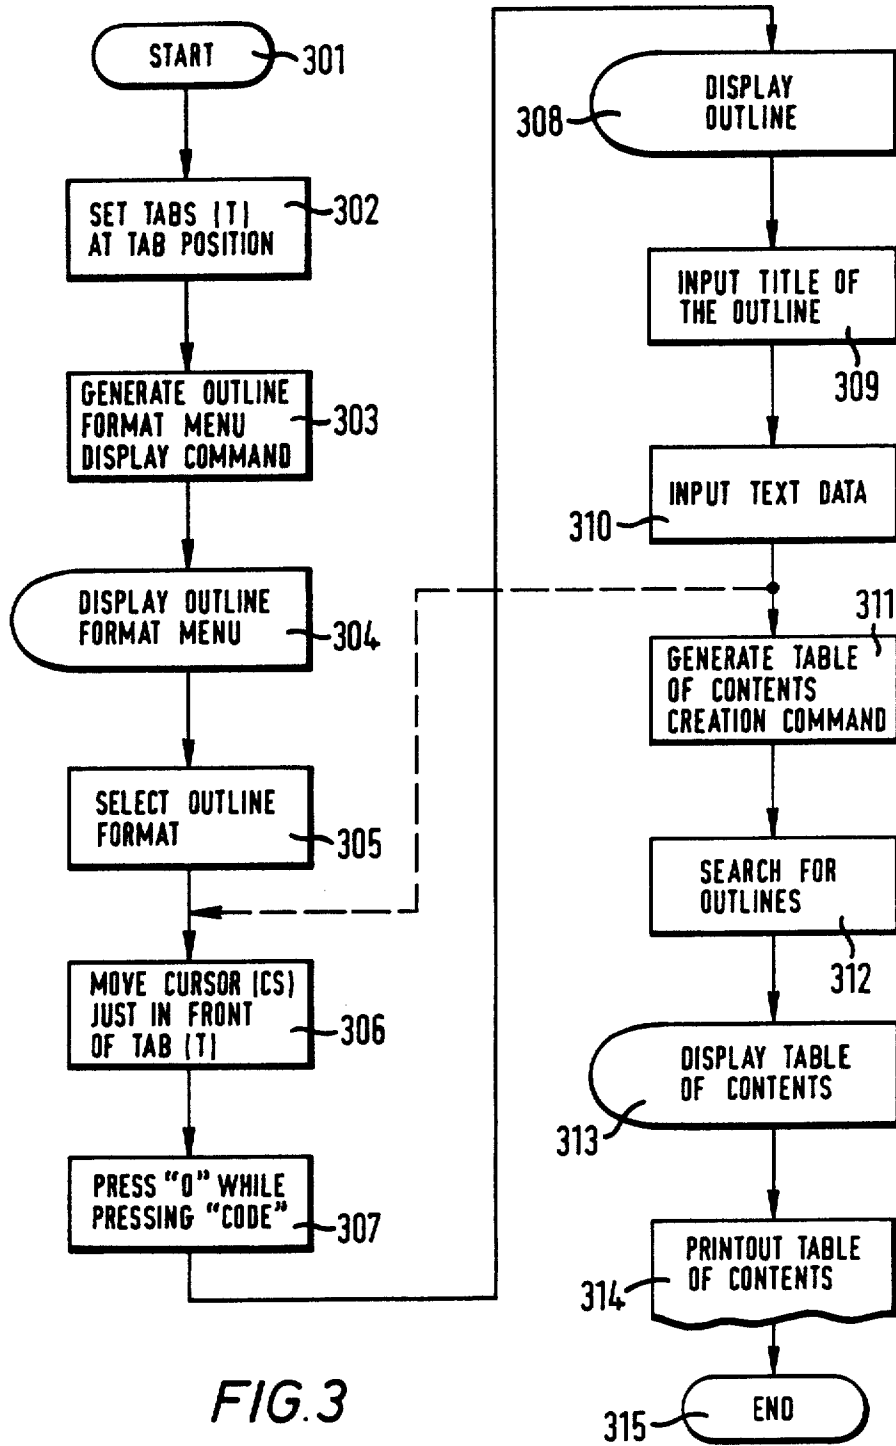 START
301
SET TABS (T)
AT TAB POSITION
302
GENERATE OUTLINE
FORMAT MENU
DISPLAY COMMAND
303
DISPLAY OUTLINE
FORMAT MENU
304
SELECT OUTLINE
FORMAT
305
MOVE CURSOR (CS)
JUST IN FRONT
OF TAB (T)
306
PRESS "O" WHILE
PRESSING "CODE"
307
DISPLAY
OUTLINE
308
INPUT TITLE OF
THE OUTLINE
309
INPUT TEXT DATA
310
311
GENERATE TABLE
OF CONTENTS
CREATION COMMAND
SEARCH FOR
OUTLINES
312
DISPLAY TABLE
OF CONTENTS
313
PRINTOUT TABLE
OF CONTENTS
314
END
315
FIG.3